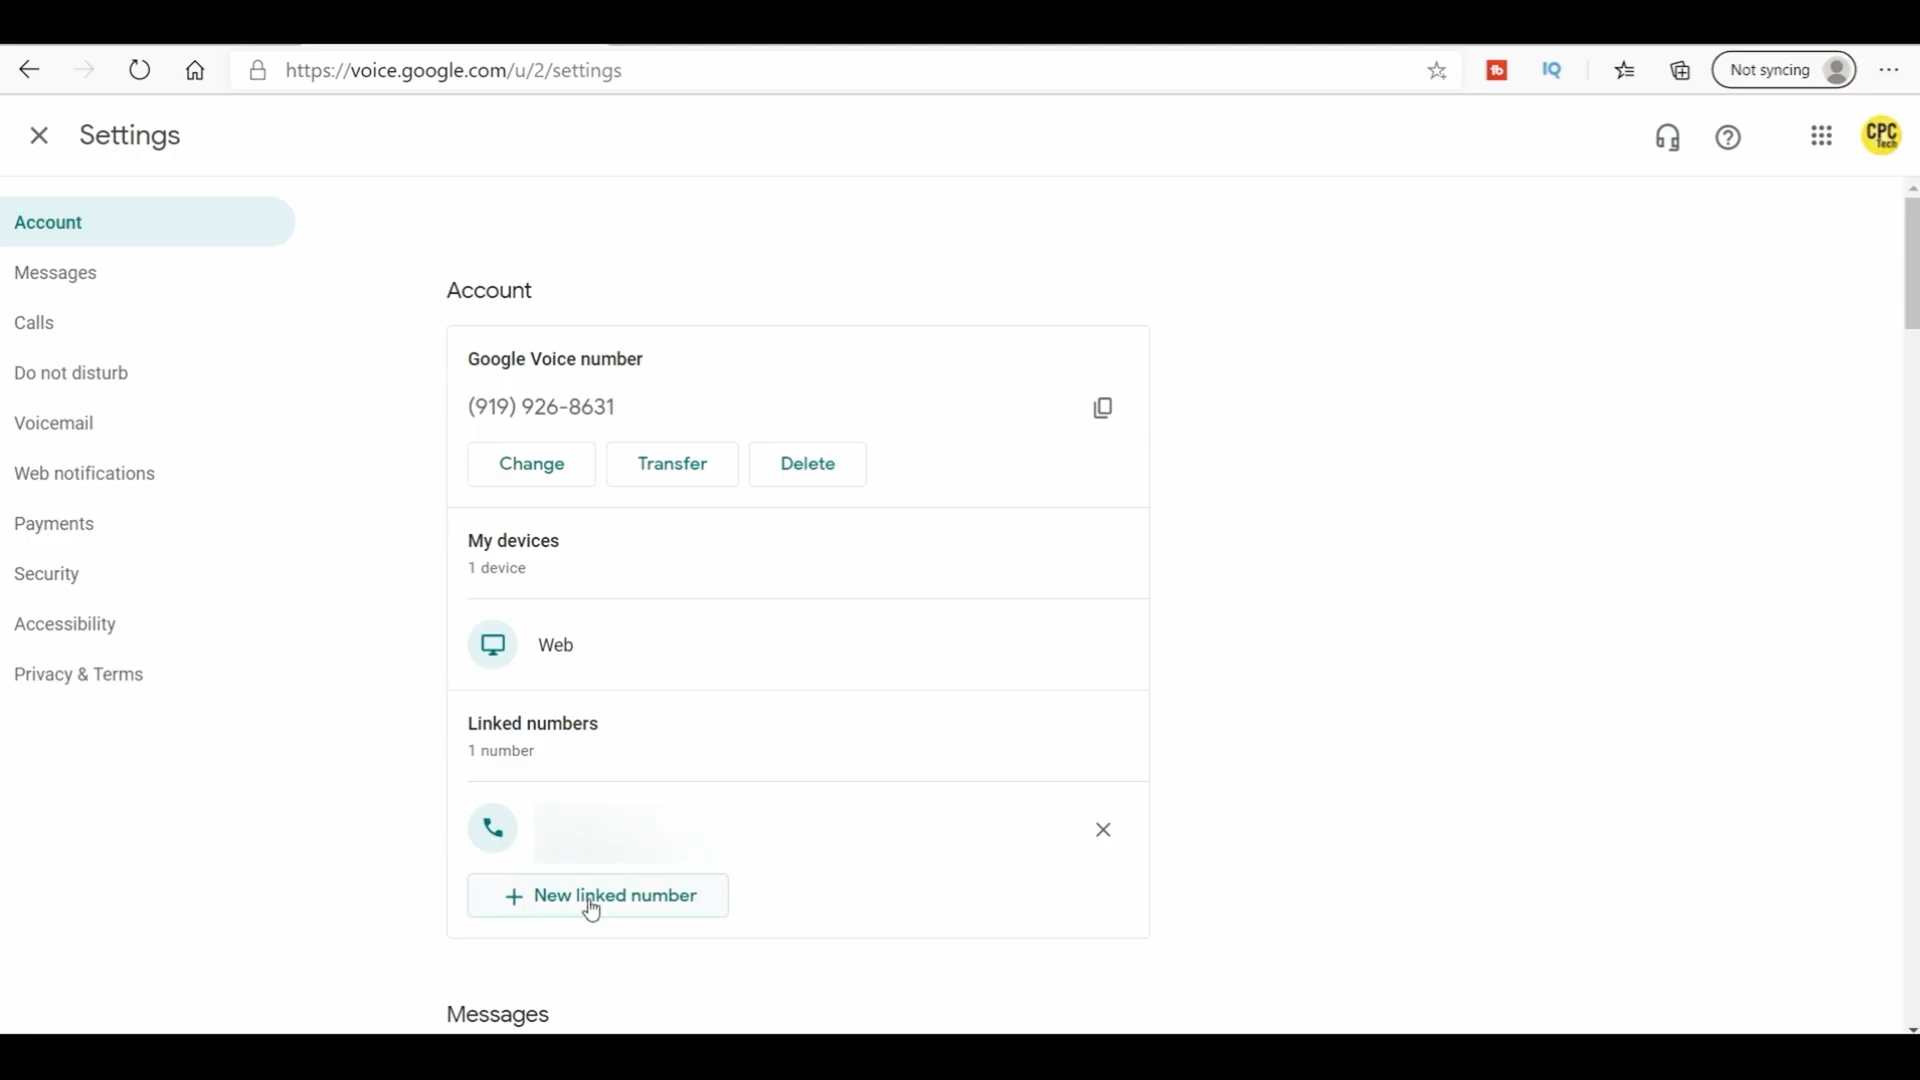 https://voice.google.com/u/2/settings
tb
IQ
Not syncing
Settings
CPC
Tech
Account
Messages
Calls
Do not disturb
Voicemail
Web notifications
Payments
Security
Accessibility
Privacy & Terms
Account
Google Voice number
(919) 926-8631
Change Transfer Delete
My devices
1 device
Web
Linked numbers
1 number
New linked number
Messages